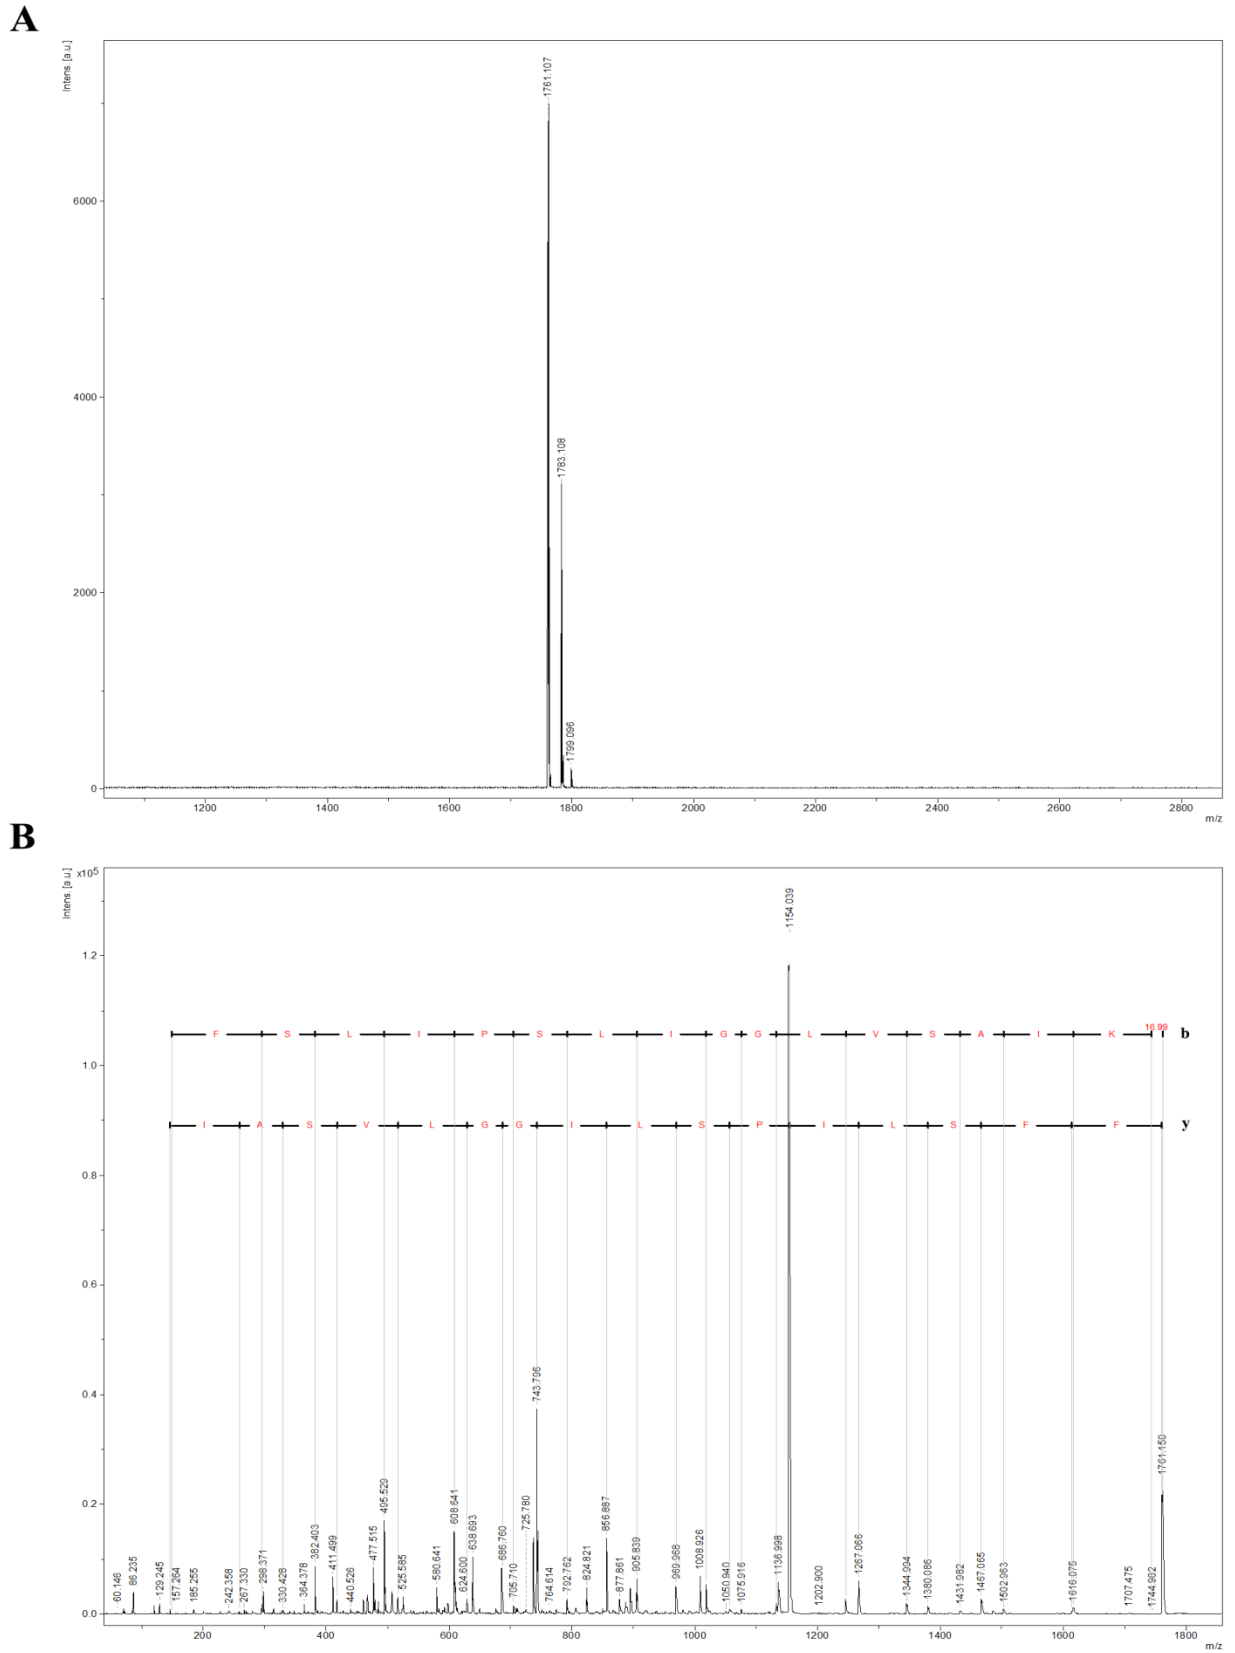 A
Intens. [a.u.]
1761.107
6000
4000
1783.108
2000
1799.096
0
1200 1400 1600 1800 2000 2200 2400 2600 2800
m/z
B
Intens. [a.u.]
x10⁵
1154.039
1.2
16.99
F S L I P S L I G G L V S A I K b
1.0
I A S V L G G I L S P I L S F F y
0.8
0.6
0.4
743.796
1761.150
0.2
60.146 86.235 129.245 157.264 185.255 242.358 267.330 298.371 330.428 364.378 382.403 411.499 440.526 477.515 495.529 525.585 580.641 608.641 624.600 638.693 686.760 705.710 725.780 764.614 792.762 824.821 856.887 877.861 905.839 969.968 1008.926 1050.940 1075.916 1136.998 1202.900 1267.066 1344.994 1380.086 1431.982 1467.065 1502.963 1616.075 1707.475 1744.902
0.0
200 400 600 800 1000 1200 1400 1600 1800
m/z